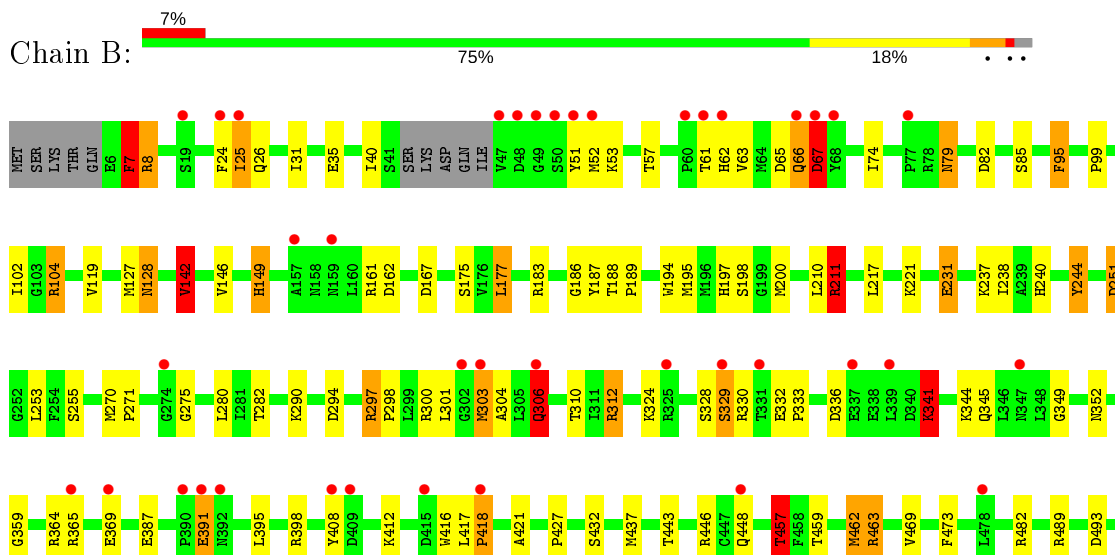 7%
Chain B:
75% 18% • • •
MET SER LYS THR GLN E6 F7 R8 S19 F24 I25 Q26 I31 E35 I40 S41 SER LYS ASP GLN ILE V47 D48 G49 S50 Y51 M52 K53 T57 P60 T61 H62 V63 M64 D65 Q66 D67 Y68 I74 P77 R78 N79 D82 S85 F95 P99
I102 G103 R104 V119 M127 N128 V142 V146 H149 A157 N158 N159 L160 R161 D162 D167 S175 V176 L177 R183 G186 Y187 T188 P189 W194 M195 M196 H197 S198 G199 M200 L210 R211 L217 K221 E231 K237 I238 A239 H240 Y244 D251
G252 L253 F254 S255 M270 P271 G274 G275 L280 I281 T282 K290 D294 R297 P298 L299 R300 L301 G302 M303 A304 L305 Q306 T310 I311 R312 K324 R325 S328 S329 R330 T331 E332 P333 D336 E337 E338 L339 D340 K341 K344 Q345 L346 N347 L348 G349 N352
G359 R364 R365 E369 E387 P390 E391 N392 L395 R398 Y408 D409 K412 D415 W416 L417 P418 A421 P427 S432 M437 T443 R446 C447 Q448 T457 F458 T459 M462 R463 V469 F473 L478 R482 R489 D493